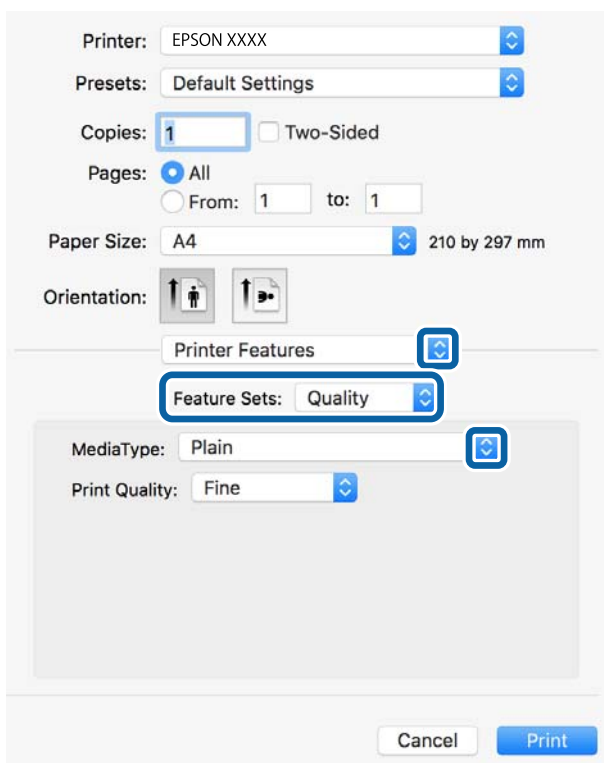 Printer: EPSON XXXX
Presets: Default Settings
Copies: 1 Two-Sided
Pages: All
From: 1 to: 1
Paper Size: A4 210 by 297 mm
Orientation:
Printer Features
Feature Sets: Quality
MediaType: Plain
Print Quality: Fine
Cancel Print